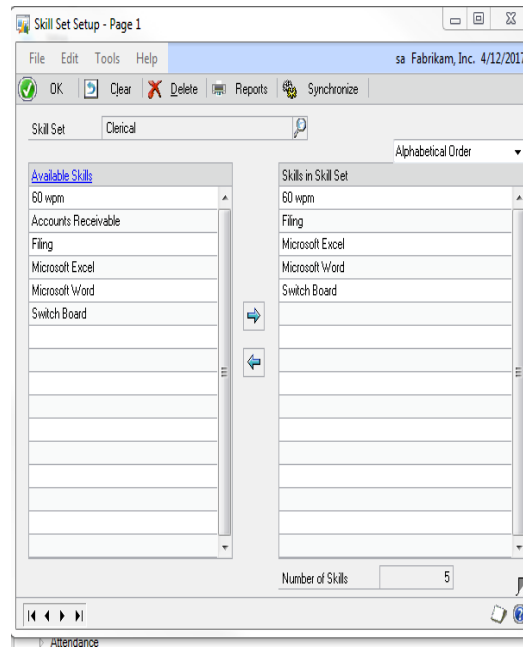 Skill Set Setup - Page 1
File Edit Tools Help sa Fabrikam, Inc. 4/12/2017
OK Clear Delete Reports Synchronize
Skill Set Clerical
Alphabetical Order
Available Skills Skills in Skill Set
60 wpm 60 wpm
Accounts Receivable Filing
Filing Microsoft Excel
Microsoft Excel Microsoft Word
Microsoft Word Switch Board
Switch Board
Number of Skills 5
Attendance